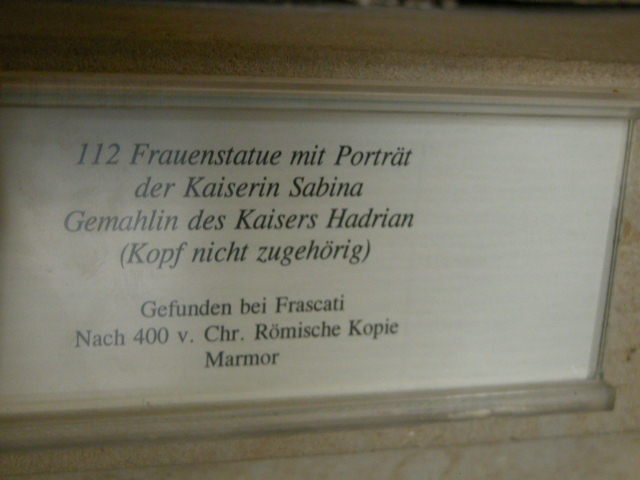 112 Frauenstatue mit Porträt
der Kaiserin Sabina
Gemahlin des Kaisers Hadrian
(Kopf nicht zugehörig)
Gefunden bei Frascati
Nach 400 v. Chr. Römische Kopie
Marmor